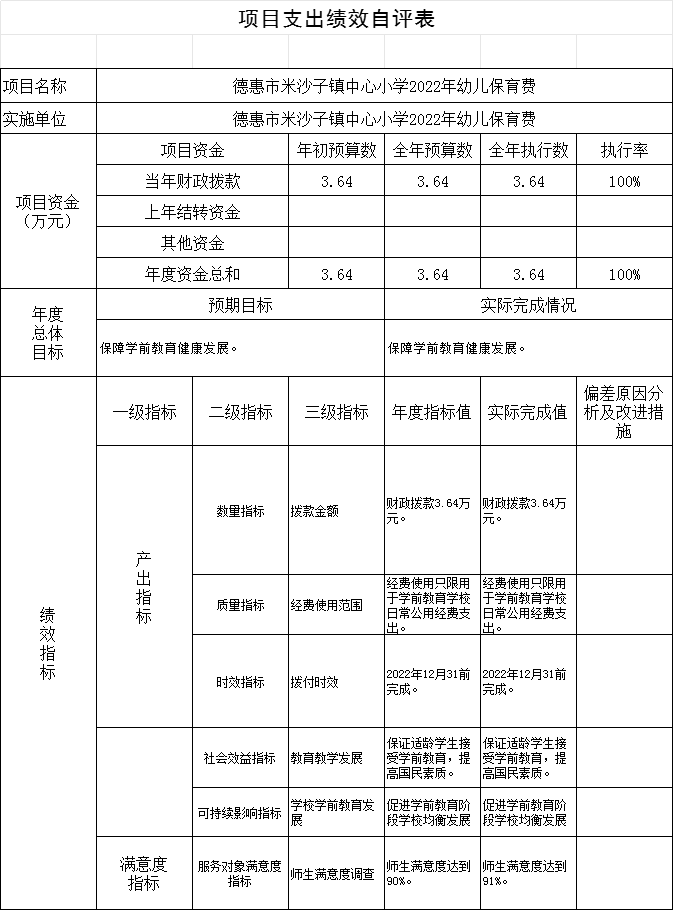 项目支出绩效自评表
项目名称 德惠市米沙子镇中心小学2022年幼儿保育费
实施单位 德惠市米沙子镇中心小学2022年幼儿保育费
项目资金
（万元）
项目资金 年初预算数 全年预算数 全年执行数 执行率
当年财政拨款 3.64 3.64 3.64 100%
上年结转资金
其他资金
年度资金总和 3.64 3.64 3.64 100%
年度
总体
目标
预期目标 实际完成情况
保障学前教育健康发展。 保障学前教育健康发展。
绩
效
指
标
一级指标 二级指标 三级指标 年度指标值 实际完成值
偏差原因分
析及改进措
施
产
出
指
标
数量指标 拨款金额
财政拨款3.64万
元。
财政拨款3.64万
元。
质量指标 经费使用范围
经费使用只限用
于学前教育学校
日常公用经费支
出。
经费使用只限用
于学前教育学校
日常公用经费支
出。
时效指标 拨付时效
2022年12月31前
完成。
2022年12月31前
完成。
社会效益指标 教育教学发展
保证适龄学生接
受学前教育，提
高国民素质。
保证适龄学生接
受学前教育，提
高国民素质。
可持续影响指标
学校学前教育发
展
促进学前教育阶
段学校均衡发展
促进学前教育阶
段学校均衡发展
满意度
指标
服务对象满意度
指标
师生满意度调查
师生满意度达到
90%。
师生满意度达到
91%。